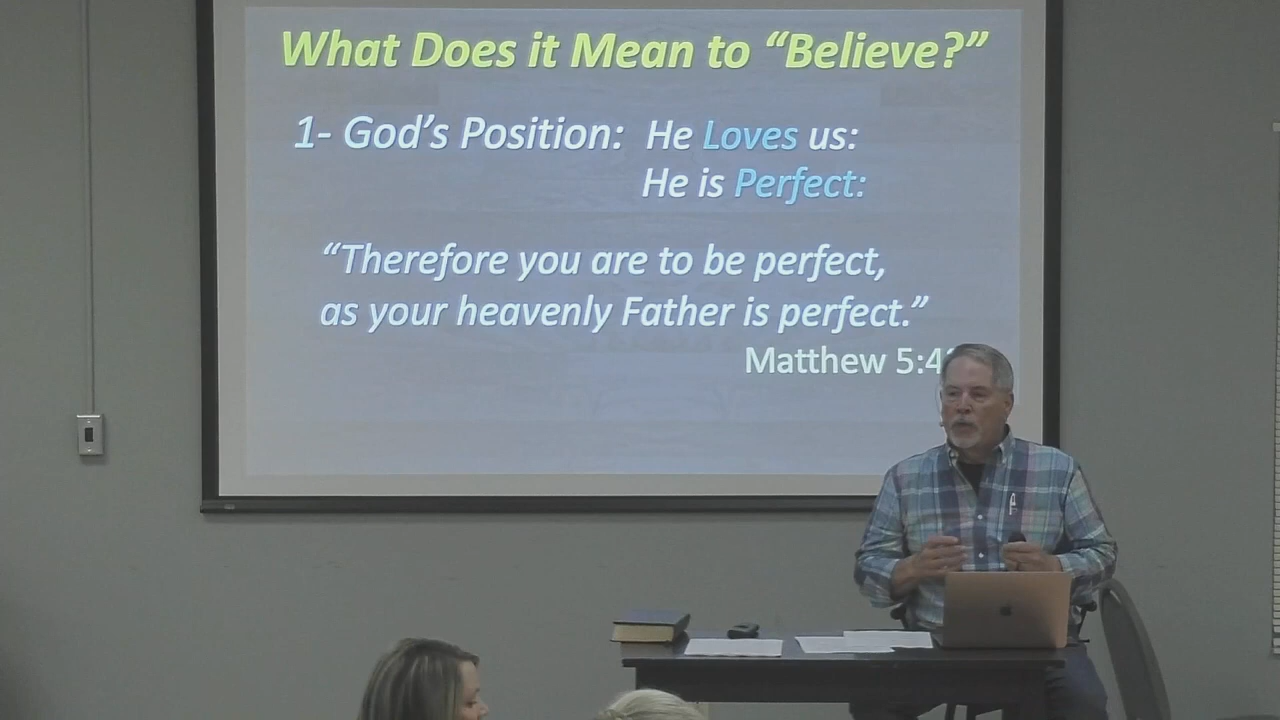 What Does it Mean to “Believe?”
1- God’s Position: He Loves us:
He is Perfect:
“Therefore you are to be perfect,
as your heavenly Father is perfect.”
Matthew 5:4